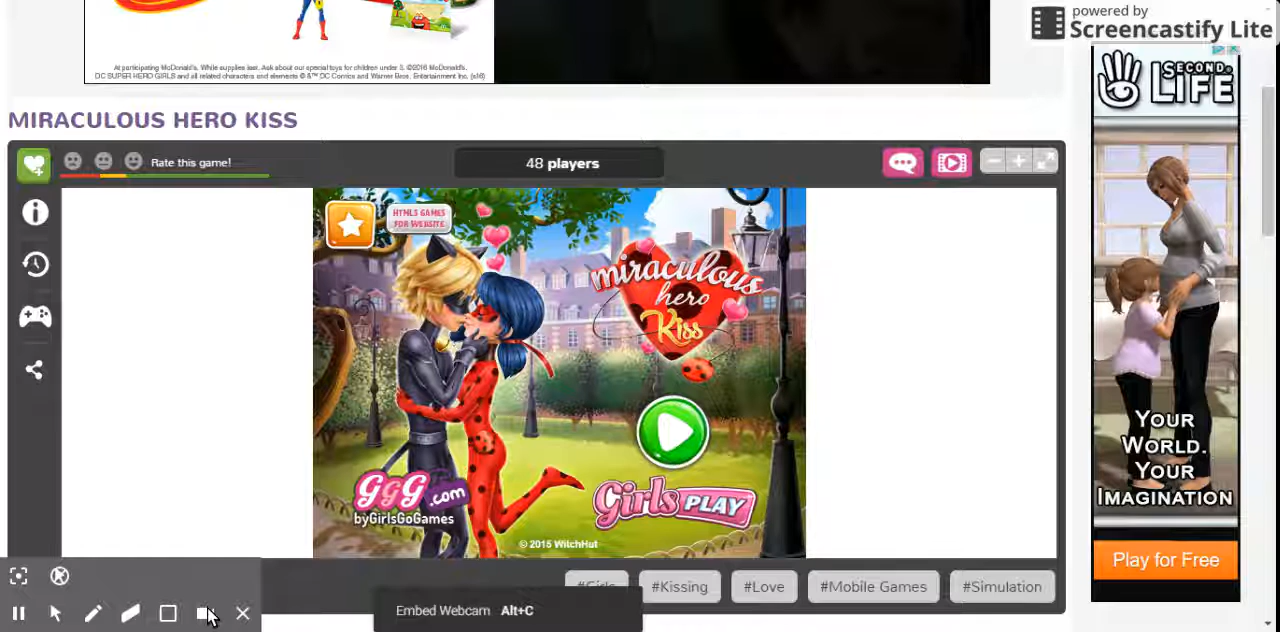 powered by
Screencastify Lite
At participating McDonald's. While supplies last. Ask about our special toys for children under 3. ©2016 McDonald's.
DC SUPER HERO GIRLS and all related characters and elements © & ™ DC Comics and Warner Bros. Entertainment Inc. (s16)
SECOND
LIFE
MIRACULOUS HERO KISS
Rate this game!
48 players
HTML5 GAMES
FOR WEBSITE
miraculous
hero
Kiss
GGG.com
byGirlsGoGames
Girls PLAY
© 2015 WitchHut
YOUR
WORLD.
YOUR
IMAGINATION
Play for Free
#Girls
#Kissing
#Love
#Mobile Games
#Simulation
Embed Webcam Alt+C